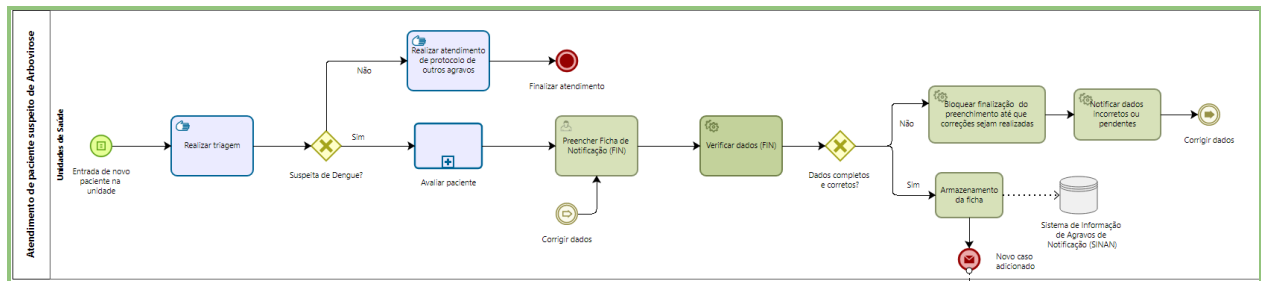 Atendimento de paciente suspeito de Arbovirose
Unidades de Saúde
Entrada de novo
paciente na
unidade
Realizar triagem
Suspeita de Dengue?
Não
Sim
Realizar atendimento
de protocolo de
outros agravos
Finalizar atendimento
Avaliar paciente
Preencher Ficha de
Notificação (FIN)
Corrigir dados
Verificar dados (FIN)
Dados completos
e corretos?
Não
Sim
Bloquear finalização do
preenchimento até que
correções sejam realizadas
Notificar dados
incorretos ou
pendentes
Corrigir dados
Armazenamento
da ficha
Sistema de Informação
de Agravos de
Notificação (SINAN)
Novo caso
adicionado